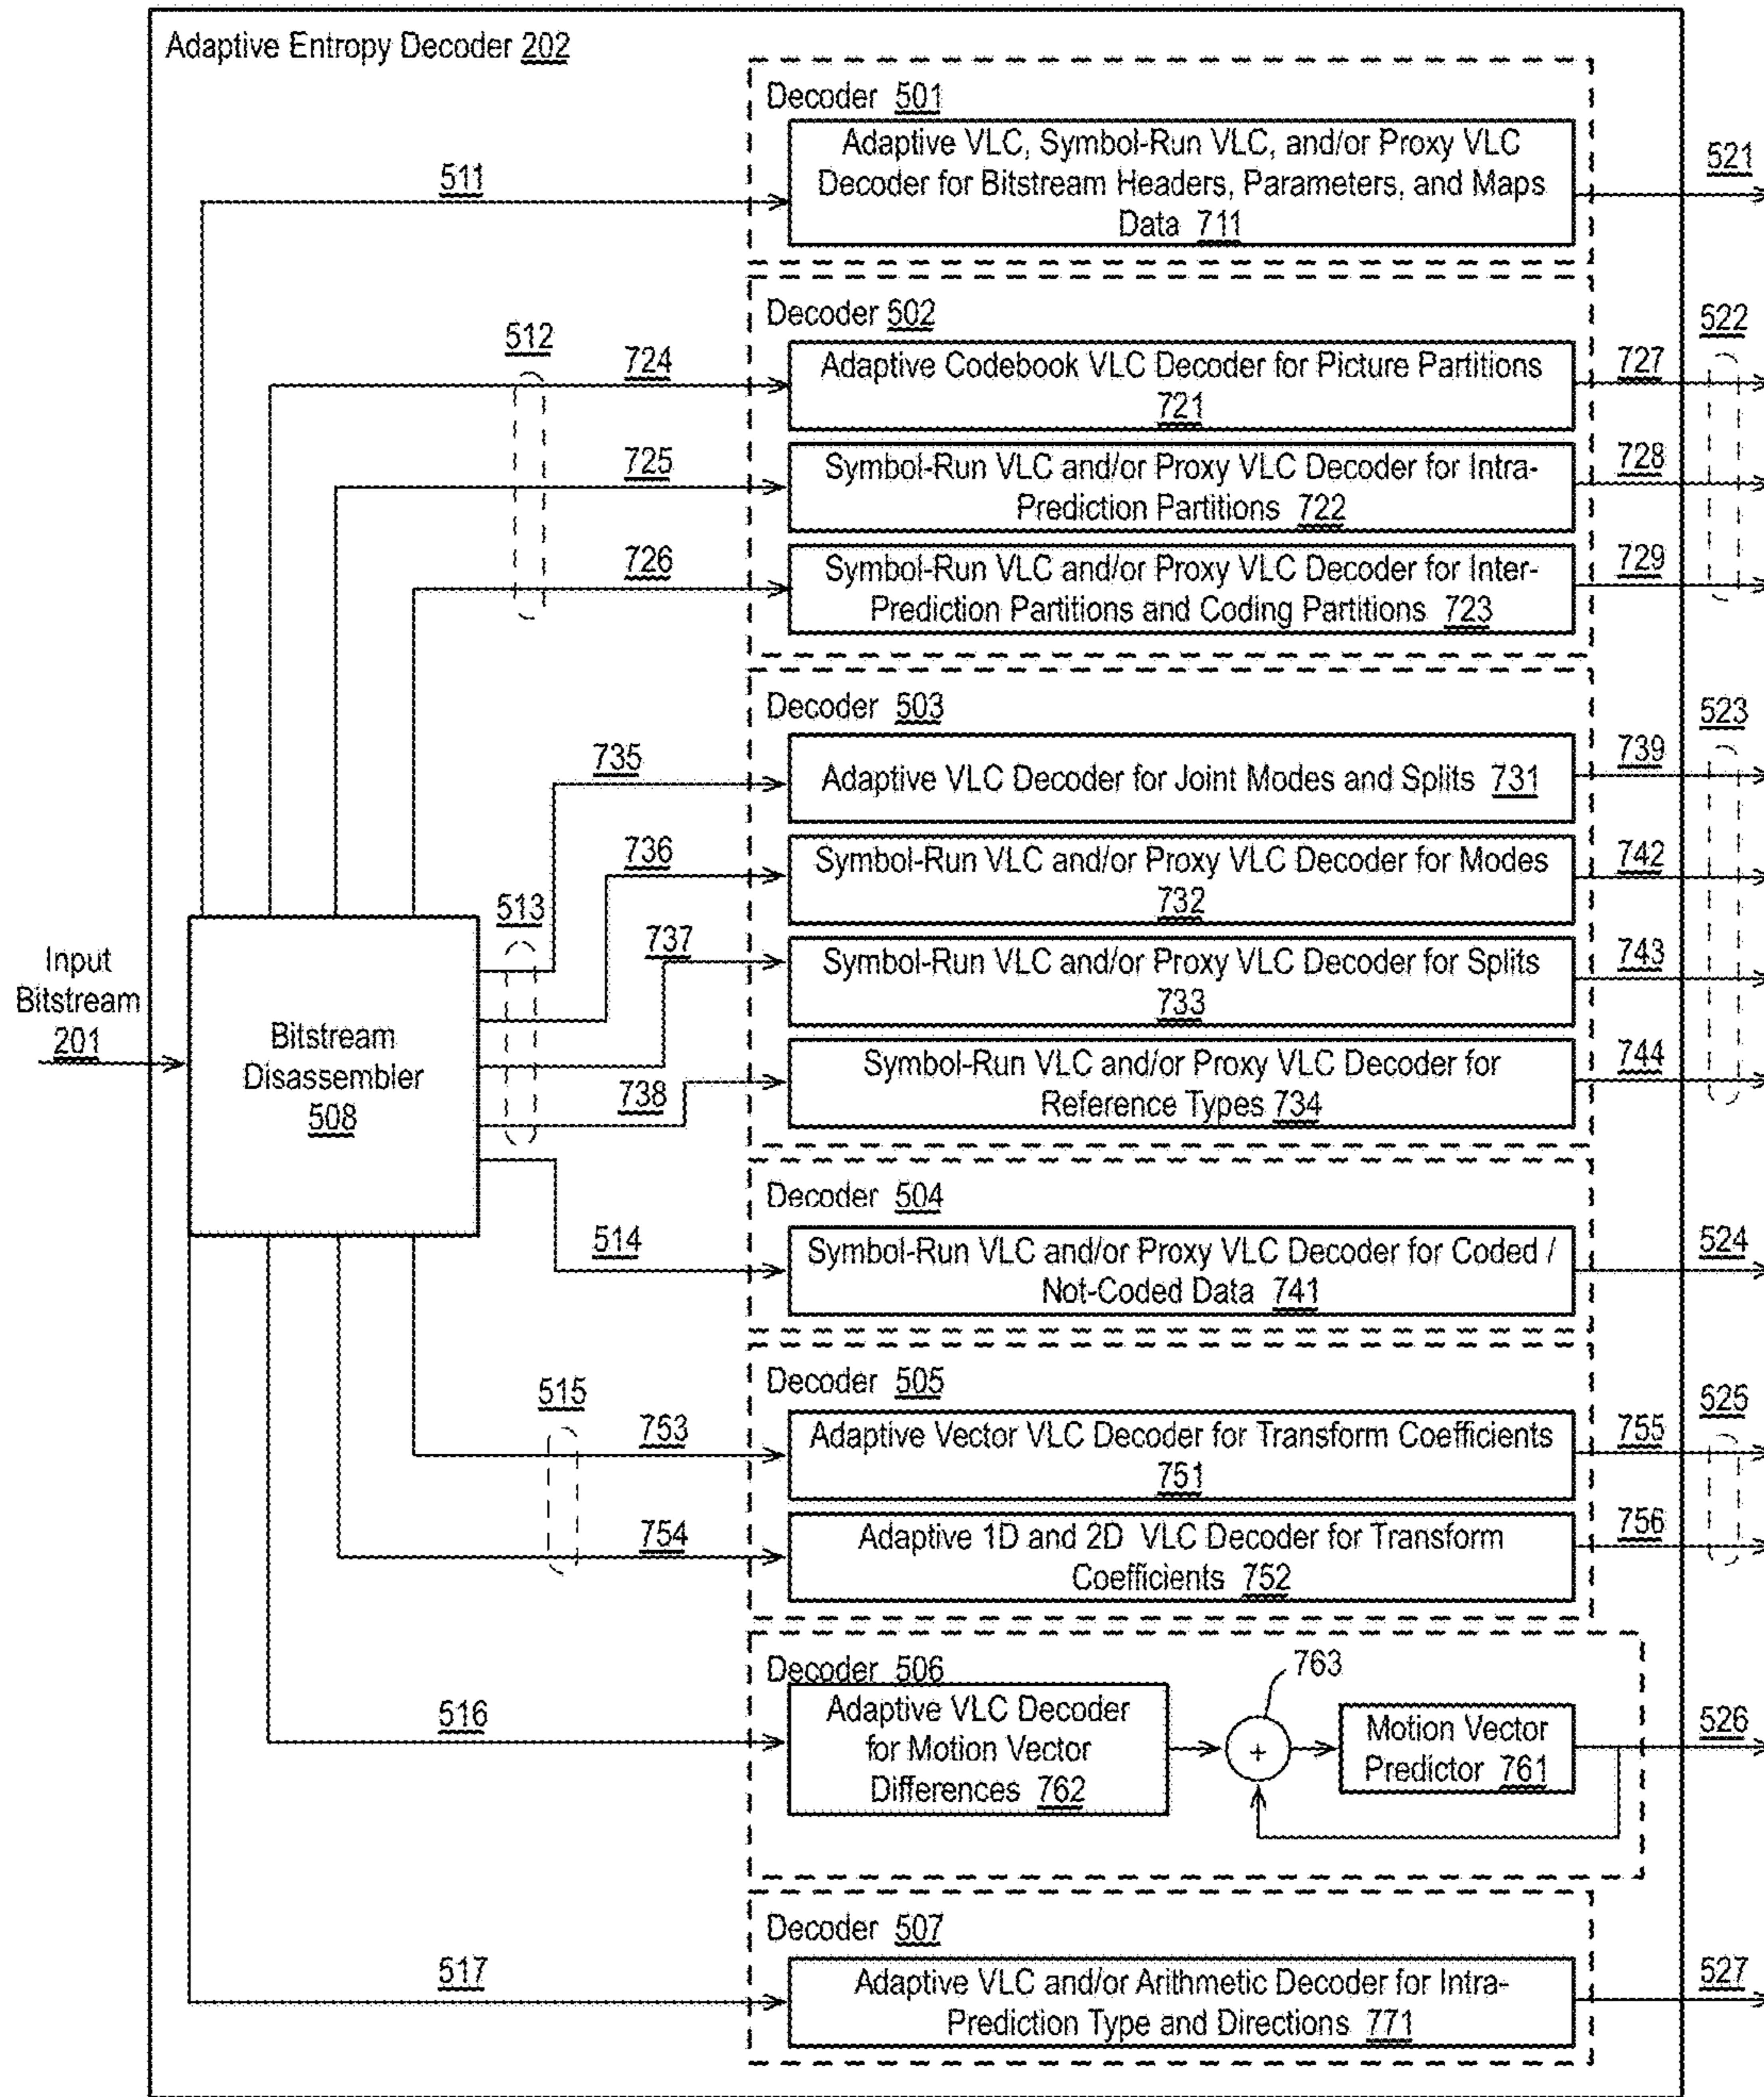 Adaptive Entropy Decoder 202
Decoder 501
Adaptive VLC, Symbol-Run VLC, and/or Proxy VLC
Decoder for Bitstream Headers, Parameters, and Maps
Data 711
511
521
Decoder 502
512
522
724
Adaptive Codebook VLC Decoder for Picture Partitions
721
727
725
Symbol-Run VLC and/or Proxy VLC Decoder for Intra-
Prediction Partitions 722
728
726
Symbol-Run VLC and/or Proxy VLC Decoder for Inter-
Prediction Partitions and Coding Partitions 723
729
Decoder 503
523
735
Adaptive VLC Decoder for Joint Modes and Splits 731
739
736
Symbol-Run VLC and/or Proxy VLC Decoder for Modes
732
742
513
737
Symbol-Run VLC and/or Proxy VLC Decoder for Splits
733
743
Input
Bitstream
201
Bitstream
Disassembler
508
738
Symbol-Run VLC and/or Proxy VLC Decoder for
Reference Types 734
744
Decoder 504
514
Symbol-Run VLC and/or Proxy VLC Decoder for Coded /
Not-Coded Data 741
524
Decoder 505
515
525
753
Adaptive Vector VLC Decoder for Transform Coefficients
751
755
754
Adaptive 1D and 2D VLC Decoder for Transform
Coefficients 752
756
Decoder 506
763
516
Adaptive VLC Decoder
for Motion Vector
Differences 762
+
Motion Vector
Predictor 761
526
Decoder 507
517
Adaptive VLC and/or Arithmetic Decoder for Intra-
Prediction Type and Directions 771
527